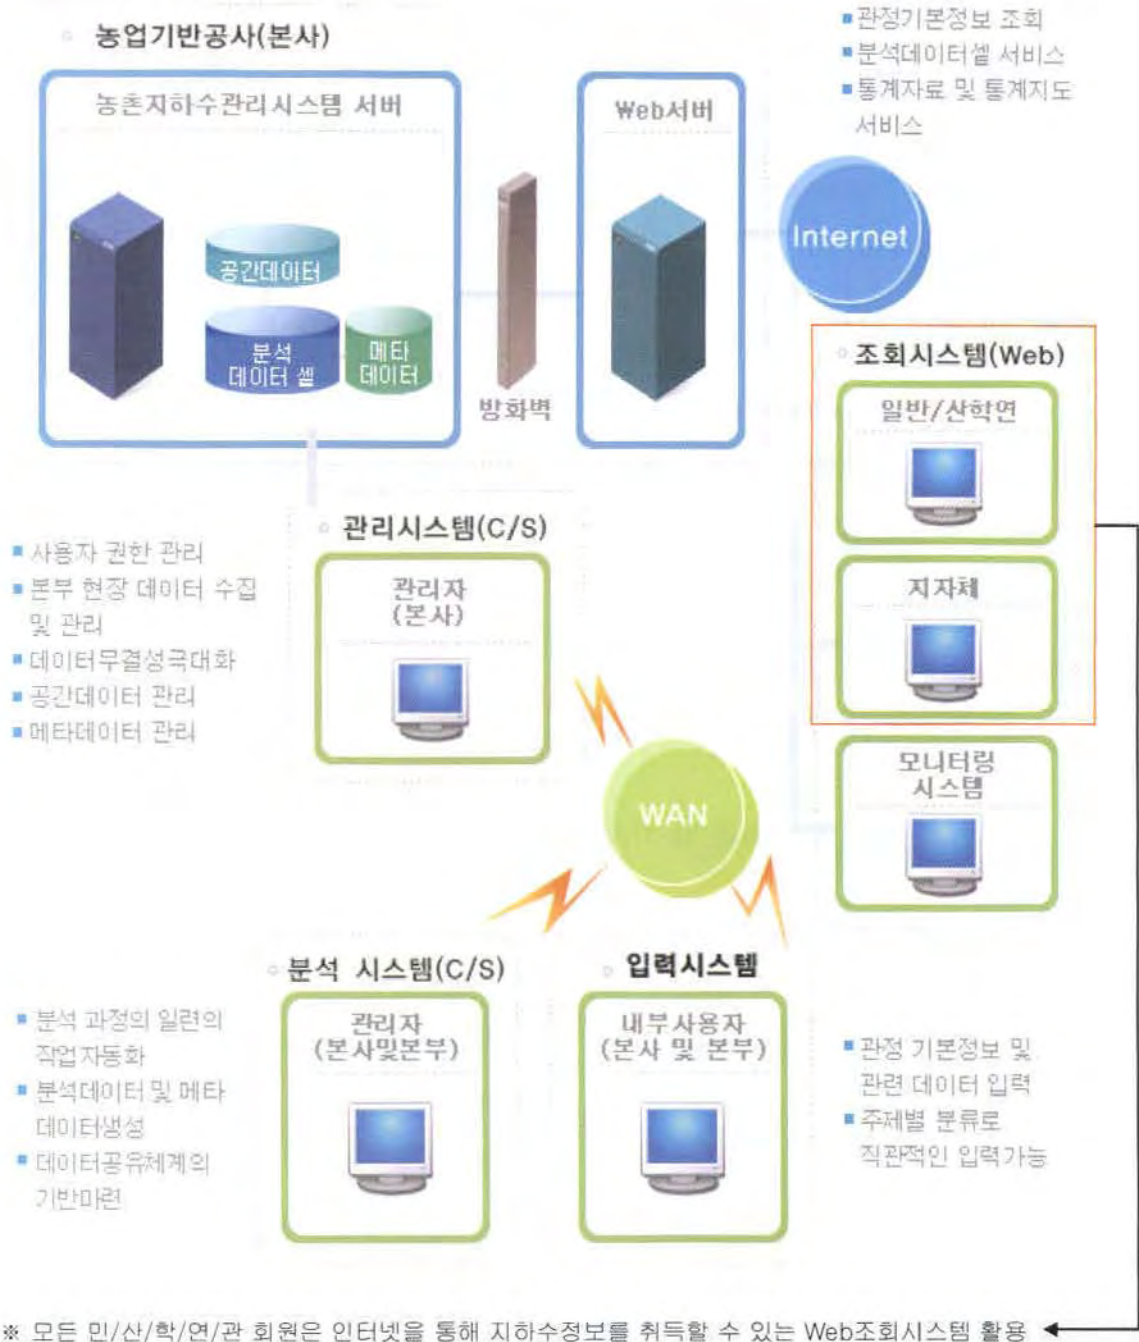 농업기반공사(본사)
농촌지하수관리시스템 서버
공간데이터
분석
데이터 셑
메타
데이터
방화벽
Web서버
■관정기본정보 조회
■분석데이터셑 서비스
■통계자료 및 통계지도
서비스
Internet
조회시스템(Web)
일반/산학연
지자체
모니터링
시스템
관리시스템(C/S)
관리자
(본사)
■ 사용자 권한 관리
■ 본부 현장 데이터 수집
및 관리
■ 데이터무결성극대화
■ 공간데이터 관리
■ 메타데이터 관리
WAN
분석 시스템(C/S)
관리자
(본사및본부)
■ 분석 과정의 일련의
작업자동화
■ 분석데이터 및 메타
데이터생성
■ 데이터공유체계의
기반마련
입력시스템
내부사용자
(본사 및 본부)
■ 관정 기본정보 및
관련 데이터 입력
■ 주제별 분류로
직관적인 입력가능
※ 모든 민/산/학/연/관 회원은 인터넷을 통해 지하수정보를 취득할 수 있는 Web조회시스템 활용